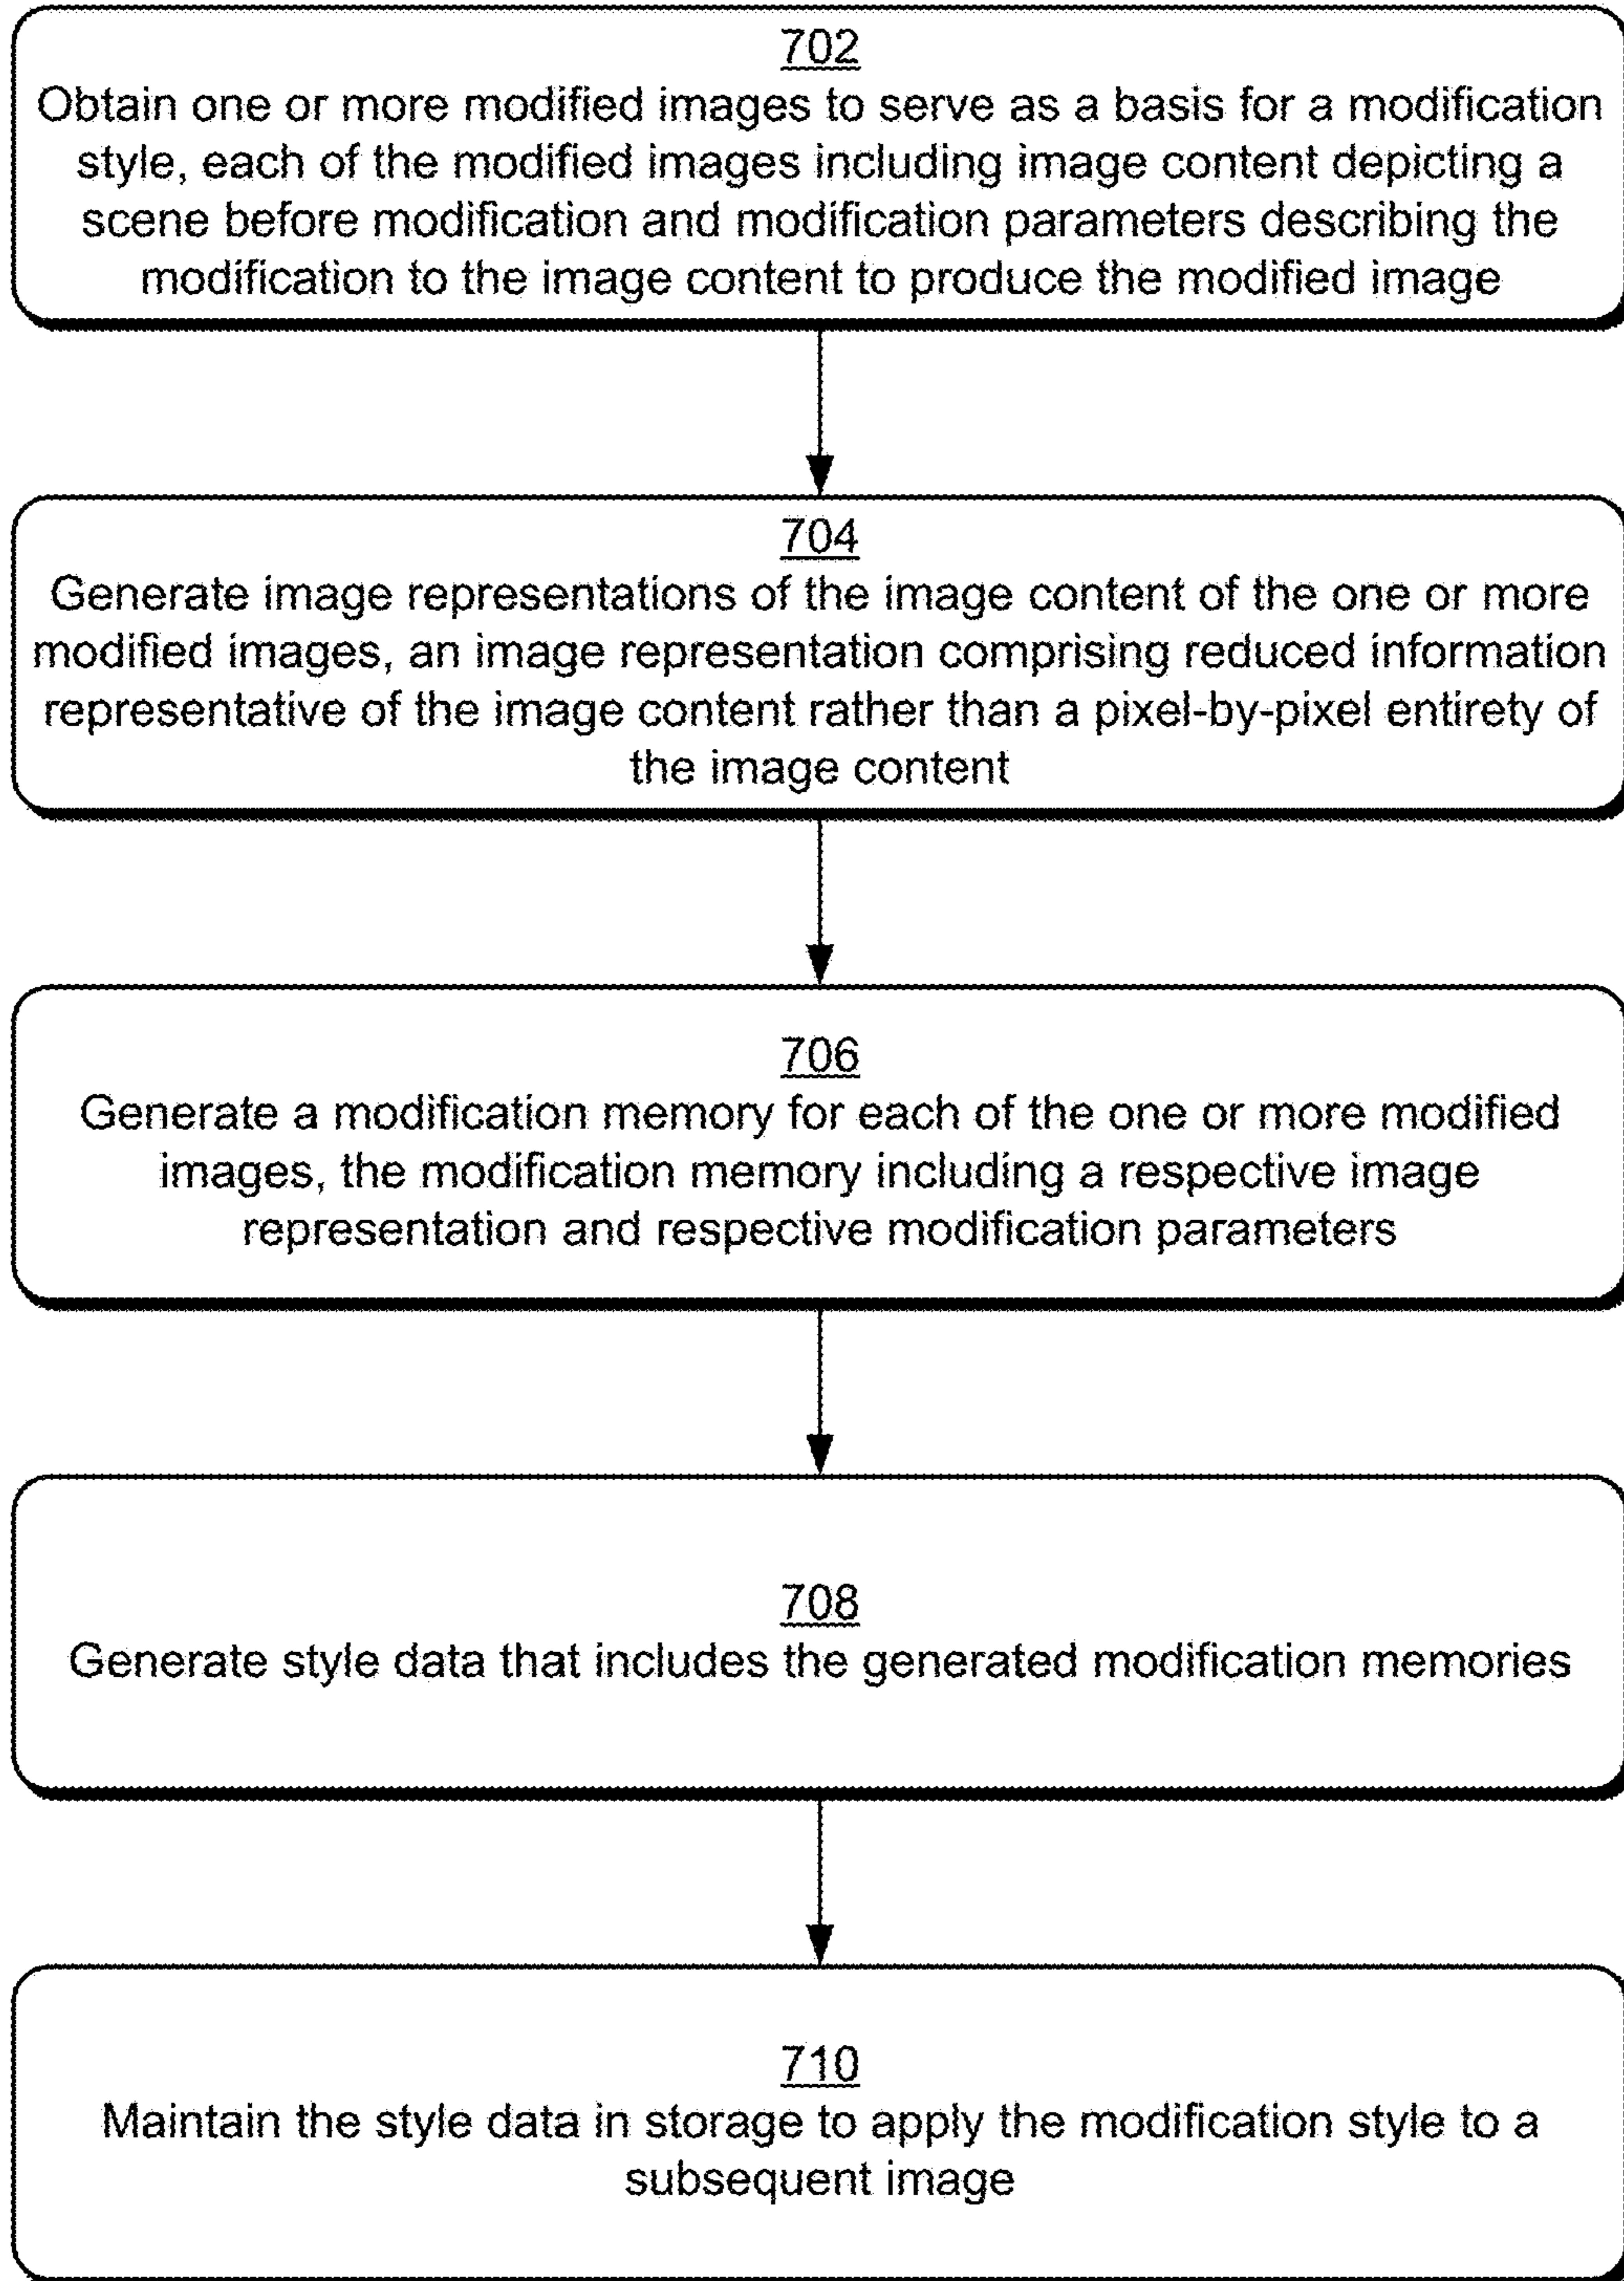 702
Obtain one or more modified images to serve as a basis for a modification
style, each of the modified images including image content depicting a
scene before modification and modification parameters describing the
modification to the image content to produce the modified image
704
Generate image representations of the image content of the one or more
modified images, an image representation comprising reduced information
representative of the image content rather than a pixel-by-pixel entirety of
the image content
706
Generate a modification memory for each of the one or more modified
images, the modification memory including a respective image
representation and respective modification parameters
708
Generate style data that includes the generated modification memories
710
Maintain the style data in storage to apply the modification style to a
subsequent image